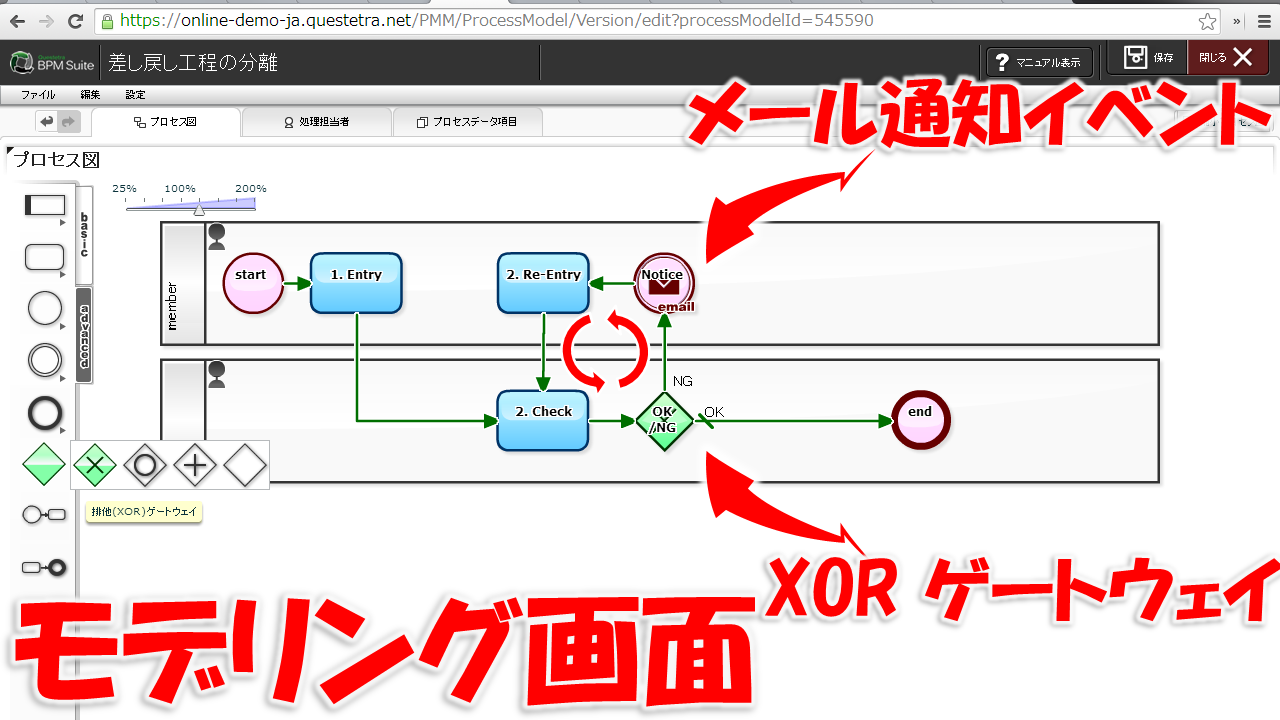 https://online-demo-ja.questetra.net/PMM/ProcessModel/Version/edit?processModelId=545590
Questetra
BPM Suite
差し戻し工程の分離
? マニュアル表示
保存
閉じる
ファイル 編集 設定
プロセス図
処理担当者
プロセスデータ項目
メール通知イベント
プロセス図
25% 100% 200%
basic
advanced
member
start
1. Entry
2. Re-Entry
Notice
email
NG
2. Check
OK
/NG
OK
end
排他(XOR)ゲートウェイ
XOR ゲートウェイ
モデリング画面